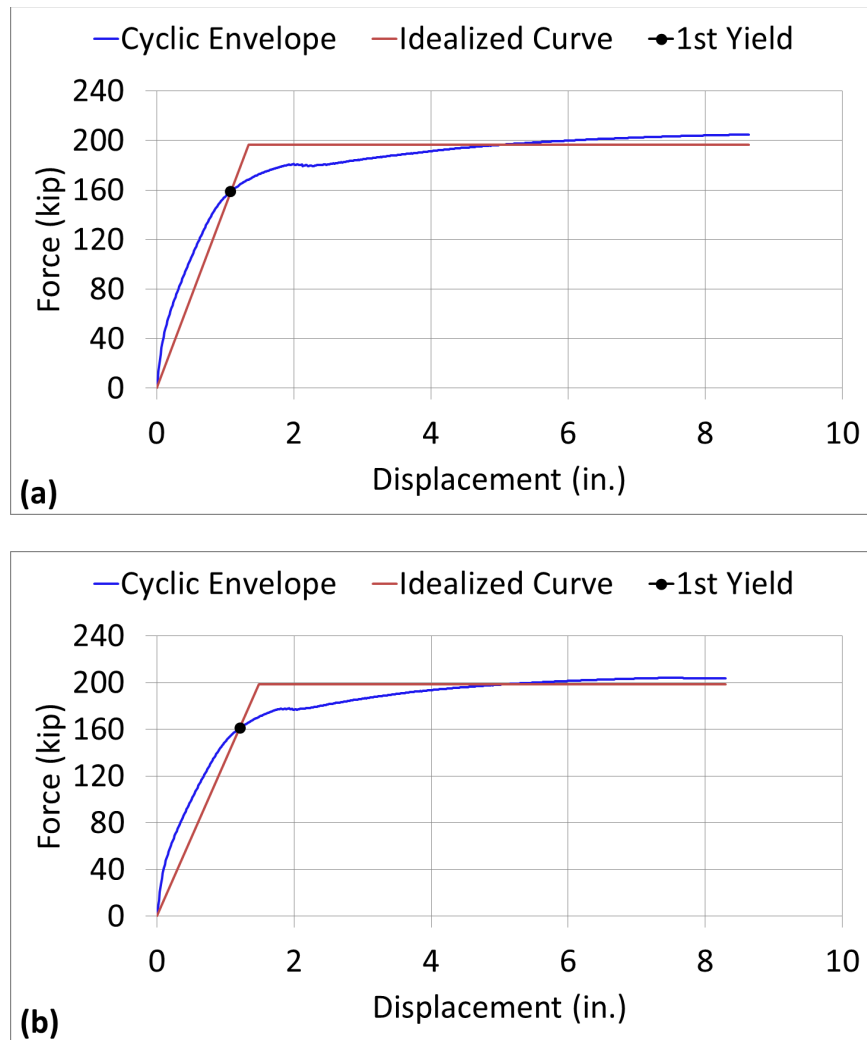 Cyclic Envelope Idealized Curve 1st Yield
240
200
160
120
80
40
0
Force (kip)
0 2 4 6 8 10
Displacement (in.)
(a)
Cyclic Envelope Idealized Curve 1st Yield
240
200
160
120
80
40
0
Force (kip)
0 2 4 6 8 10
Displacement (in.)
(b)